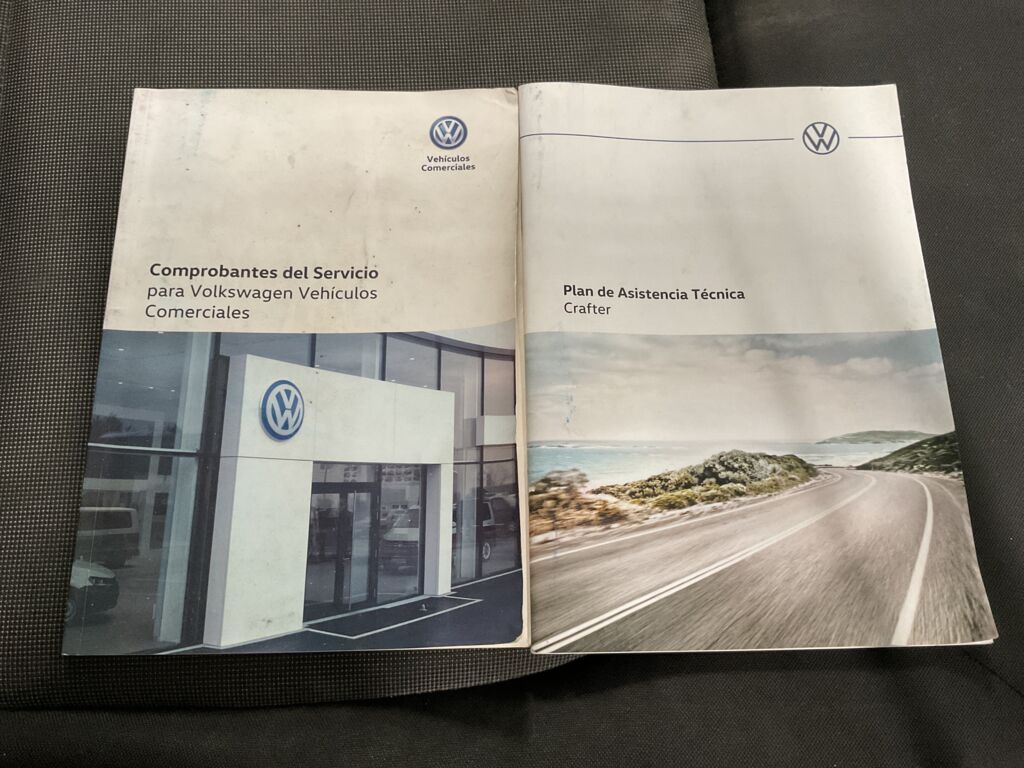 Vehículos
Comerciales
Comprobantes del Servicio
para Volkswagen Vehículos
Comerciales
Plan de Asistencia Técnica
Crafter